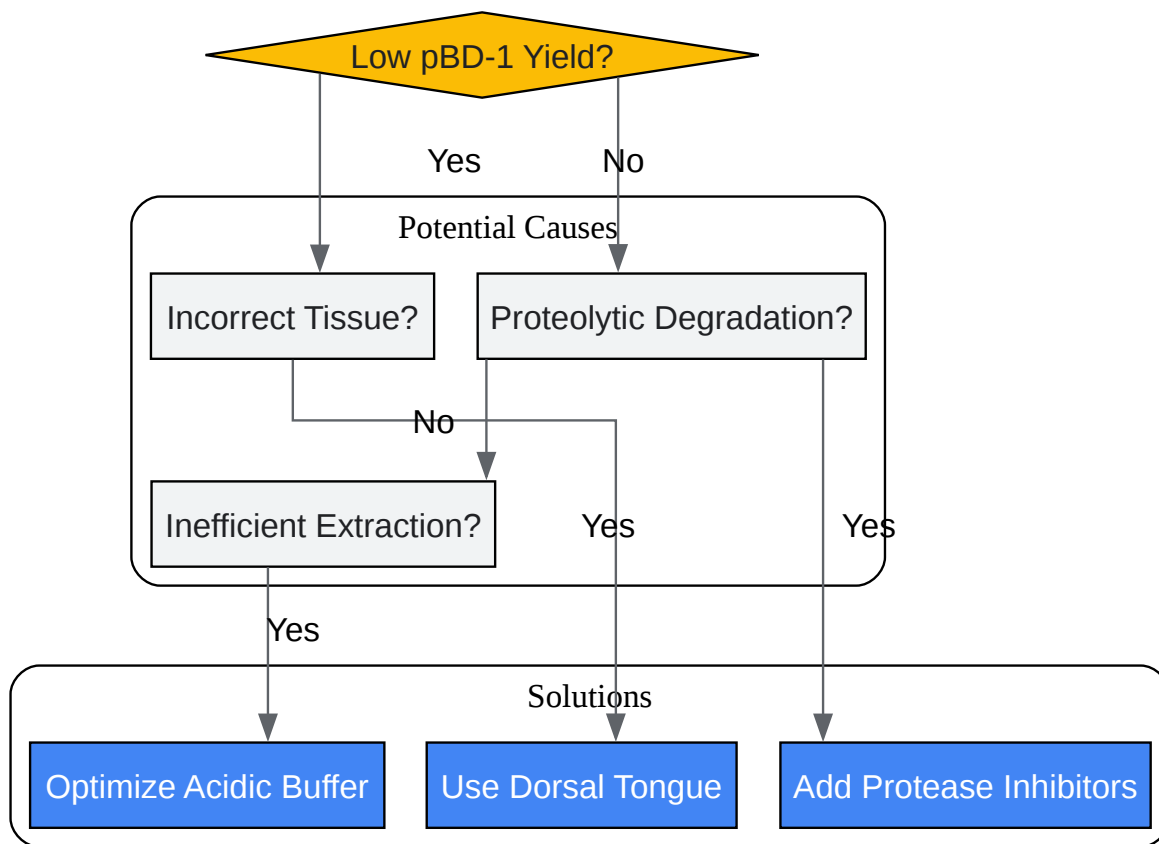 Low pBD-1 Yield?
Yes
No
Potential Causes
Incorrect Tissue?
Proteolytic Degradation?
No
Inefficient Extraction?
Yes
Yes
Yes
Solutions
Optimize Acidic Buffer
Use Dorsal Tongue
Add Protease Inhibitors